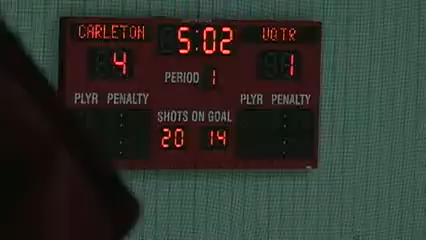 CARLETON 5:02 UQTR
4 PERIOD 1 1
PLYR PENALTY PLYR PENALTY
SHOTS ON GOAL
20 14